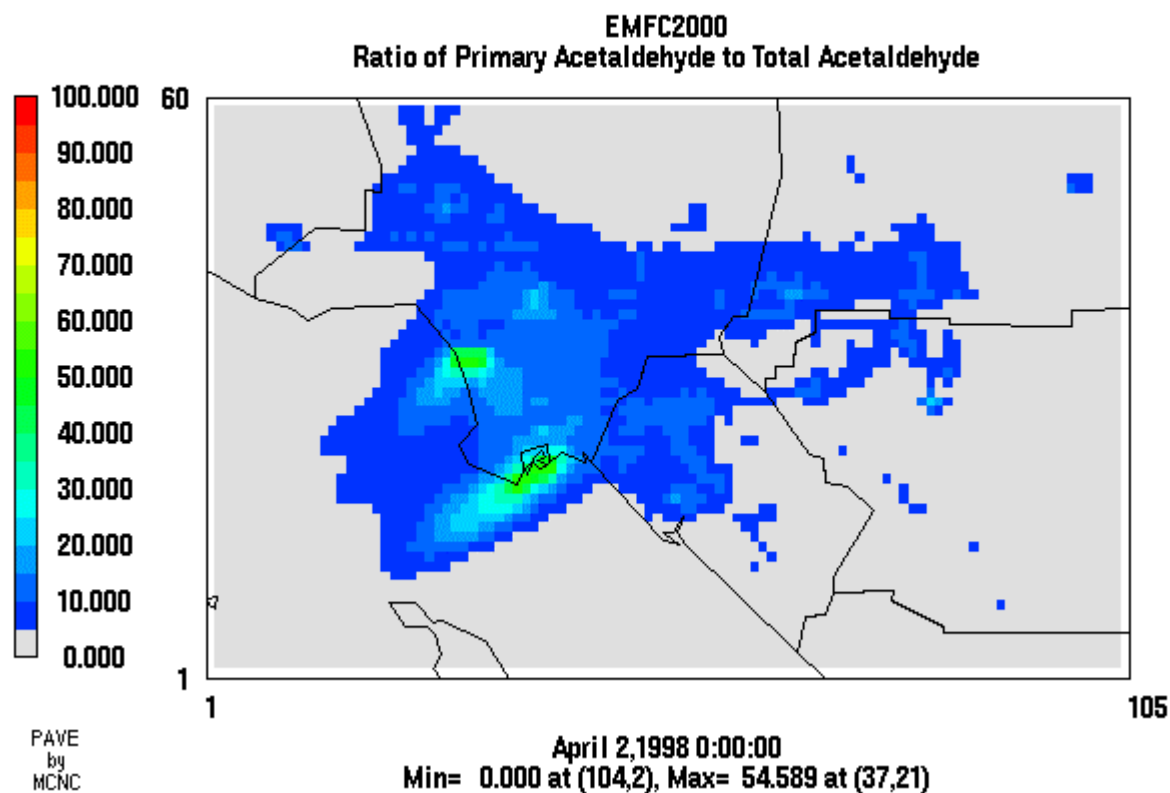 EMFC2000
Ratio of Primary Acetaldehyde to Total Acetaldehyde
100.000
90.000
80.000
70.000
60.000
50.000
40.000
30.000
20.000
10.000
0.000
60
1
1
105
PAVE
by
MCNC
April 2,1998 0:00:00
Min= 0.000 at (104,2), Max= 54.589 at (37,21)